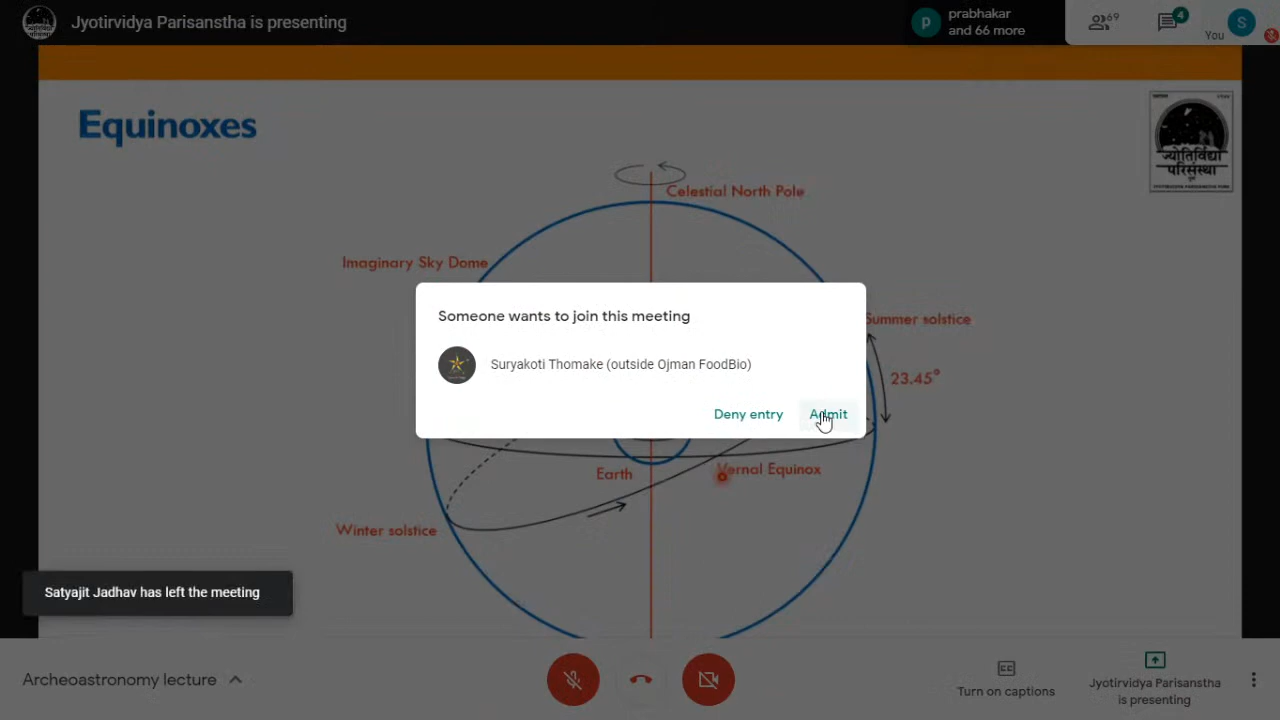 Jyotirvidya Parisanstha is presenting
P
prabhakar
and 66 more
69
4
You
S
Equinoxes
ज्योतिर्विद्या
परिसंस्था
Celestial North Pole
Imaginary Sky Dome
Someone wants to join this meeting
Summer solstice
Suryakoti Thomake (outside Ojman FoodBio)
23.45°
Deny entry
Admit
Earth
Vernal Equinox
Winter solstice
Satyajit Jadhav has left the meeting
Archeoastronomy lecture
CC
Turn on captions
Jyotirvidya Parisanstha
is presenting